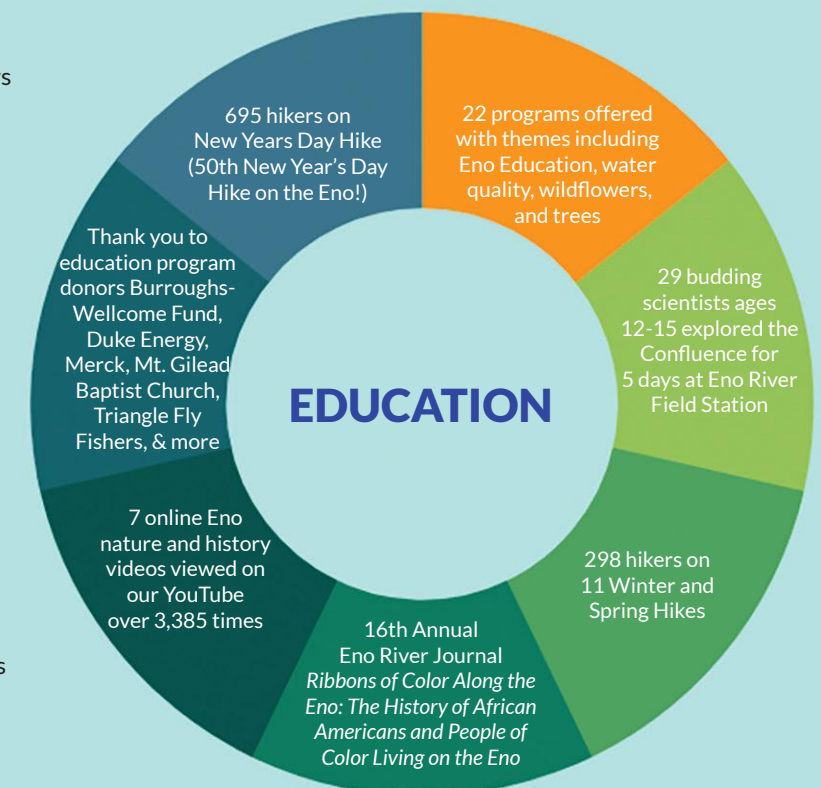 EDUCATION
22 programs offered
with themes including
Eno Education, water
quality, wildflowers,
and trees
29 budding
scientists ages
12-15 explored the
Confluence for
5 days at Eno River
Field Station
298 hikers on
11 Winter and
Spring Hikes
16th Annual
Eno River Journal
Ribbons of Color Along the
Eno: The History of African
Americans and People of
Color Living on the Eno
7 online Eno
nature and history
videos viewed on
our YouTube
over 3,385 times
Thank you to
education program
donors Burroughs-
Wellcome Fund,
Duke Energy,
Merck, Mt. Gilead
Baptist Church,
Triangle Fly
Fishers, & more
695 hikers on
New Years Day Hike
(50th New Year's Day
Hike on the Eno!)